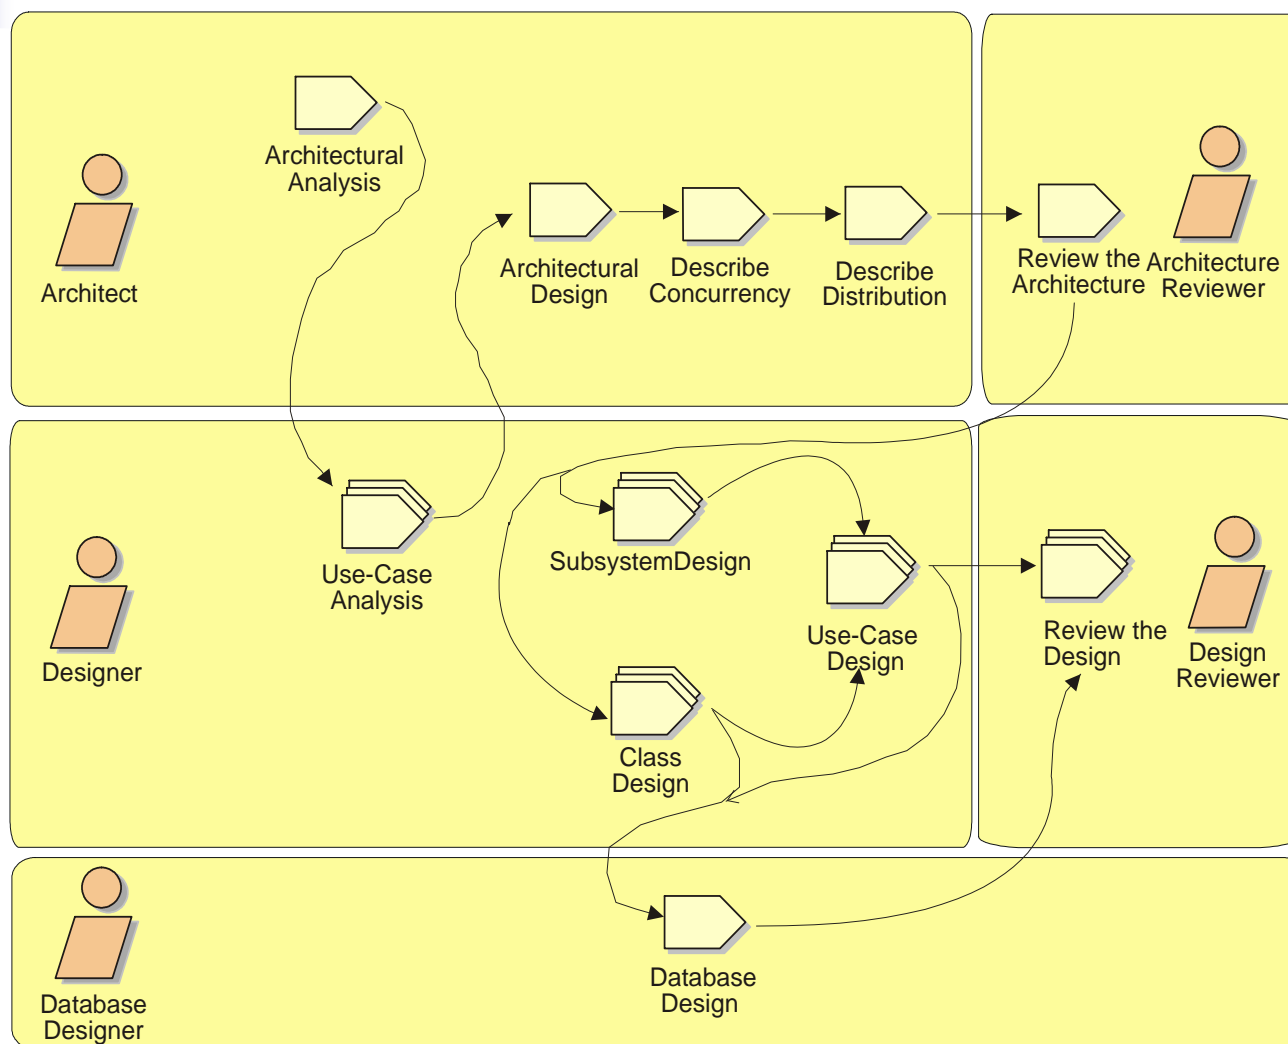 Architectural
Analysis
Architect
Architectural
Design
Describe
Concurrency
Describe
Distribution
Review the
Architecture
Architecture
Reviewer
Use-Case
Analysis
SubsystemDesign
Use-Case
Design
Class
Design
Designer
Review the
Design
Design
Reviewer
Database
Designer
Database
Design